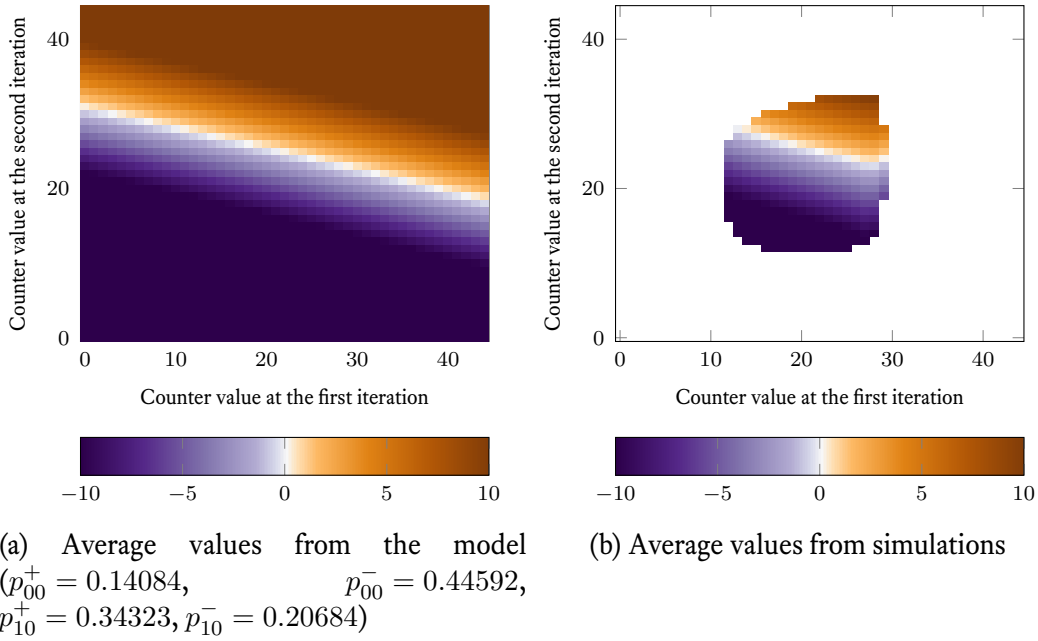 40
20
0
0 10 20 30 40
Counter value at the second iteration
Counter value at the first iteration
−10 −5 0 5 10
(a) Average values from the model
(p⁺₀₀ = 0.14084, p⁻₀₀ = 0.44592,
p⁺₁₀ = 0.34323, p⁻₁₀ = 0.20684)
40
20
0
0 10 20 30 40
Counter value at the second iteration
Counter value at the first iteration
−10 −5 0 5 10
(b) Average values from simulations